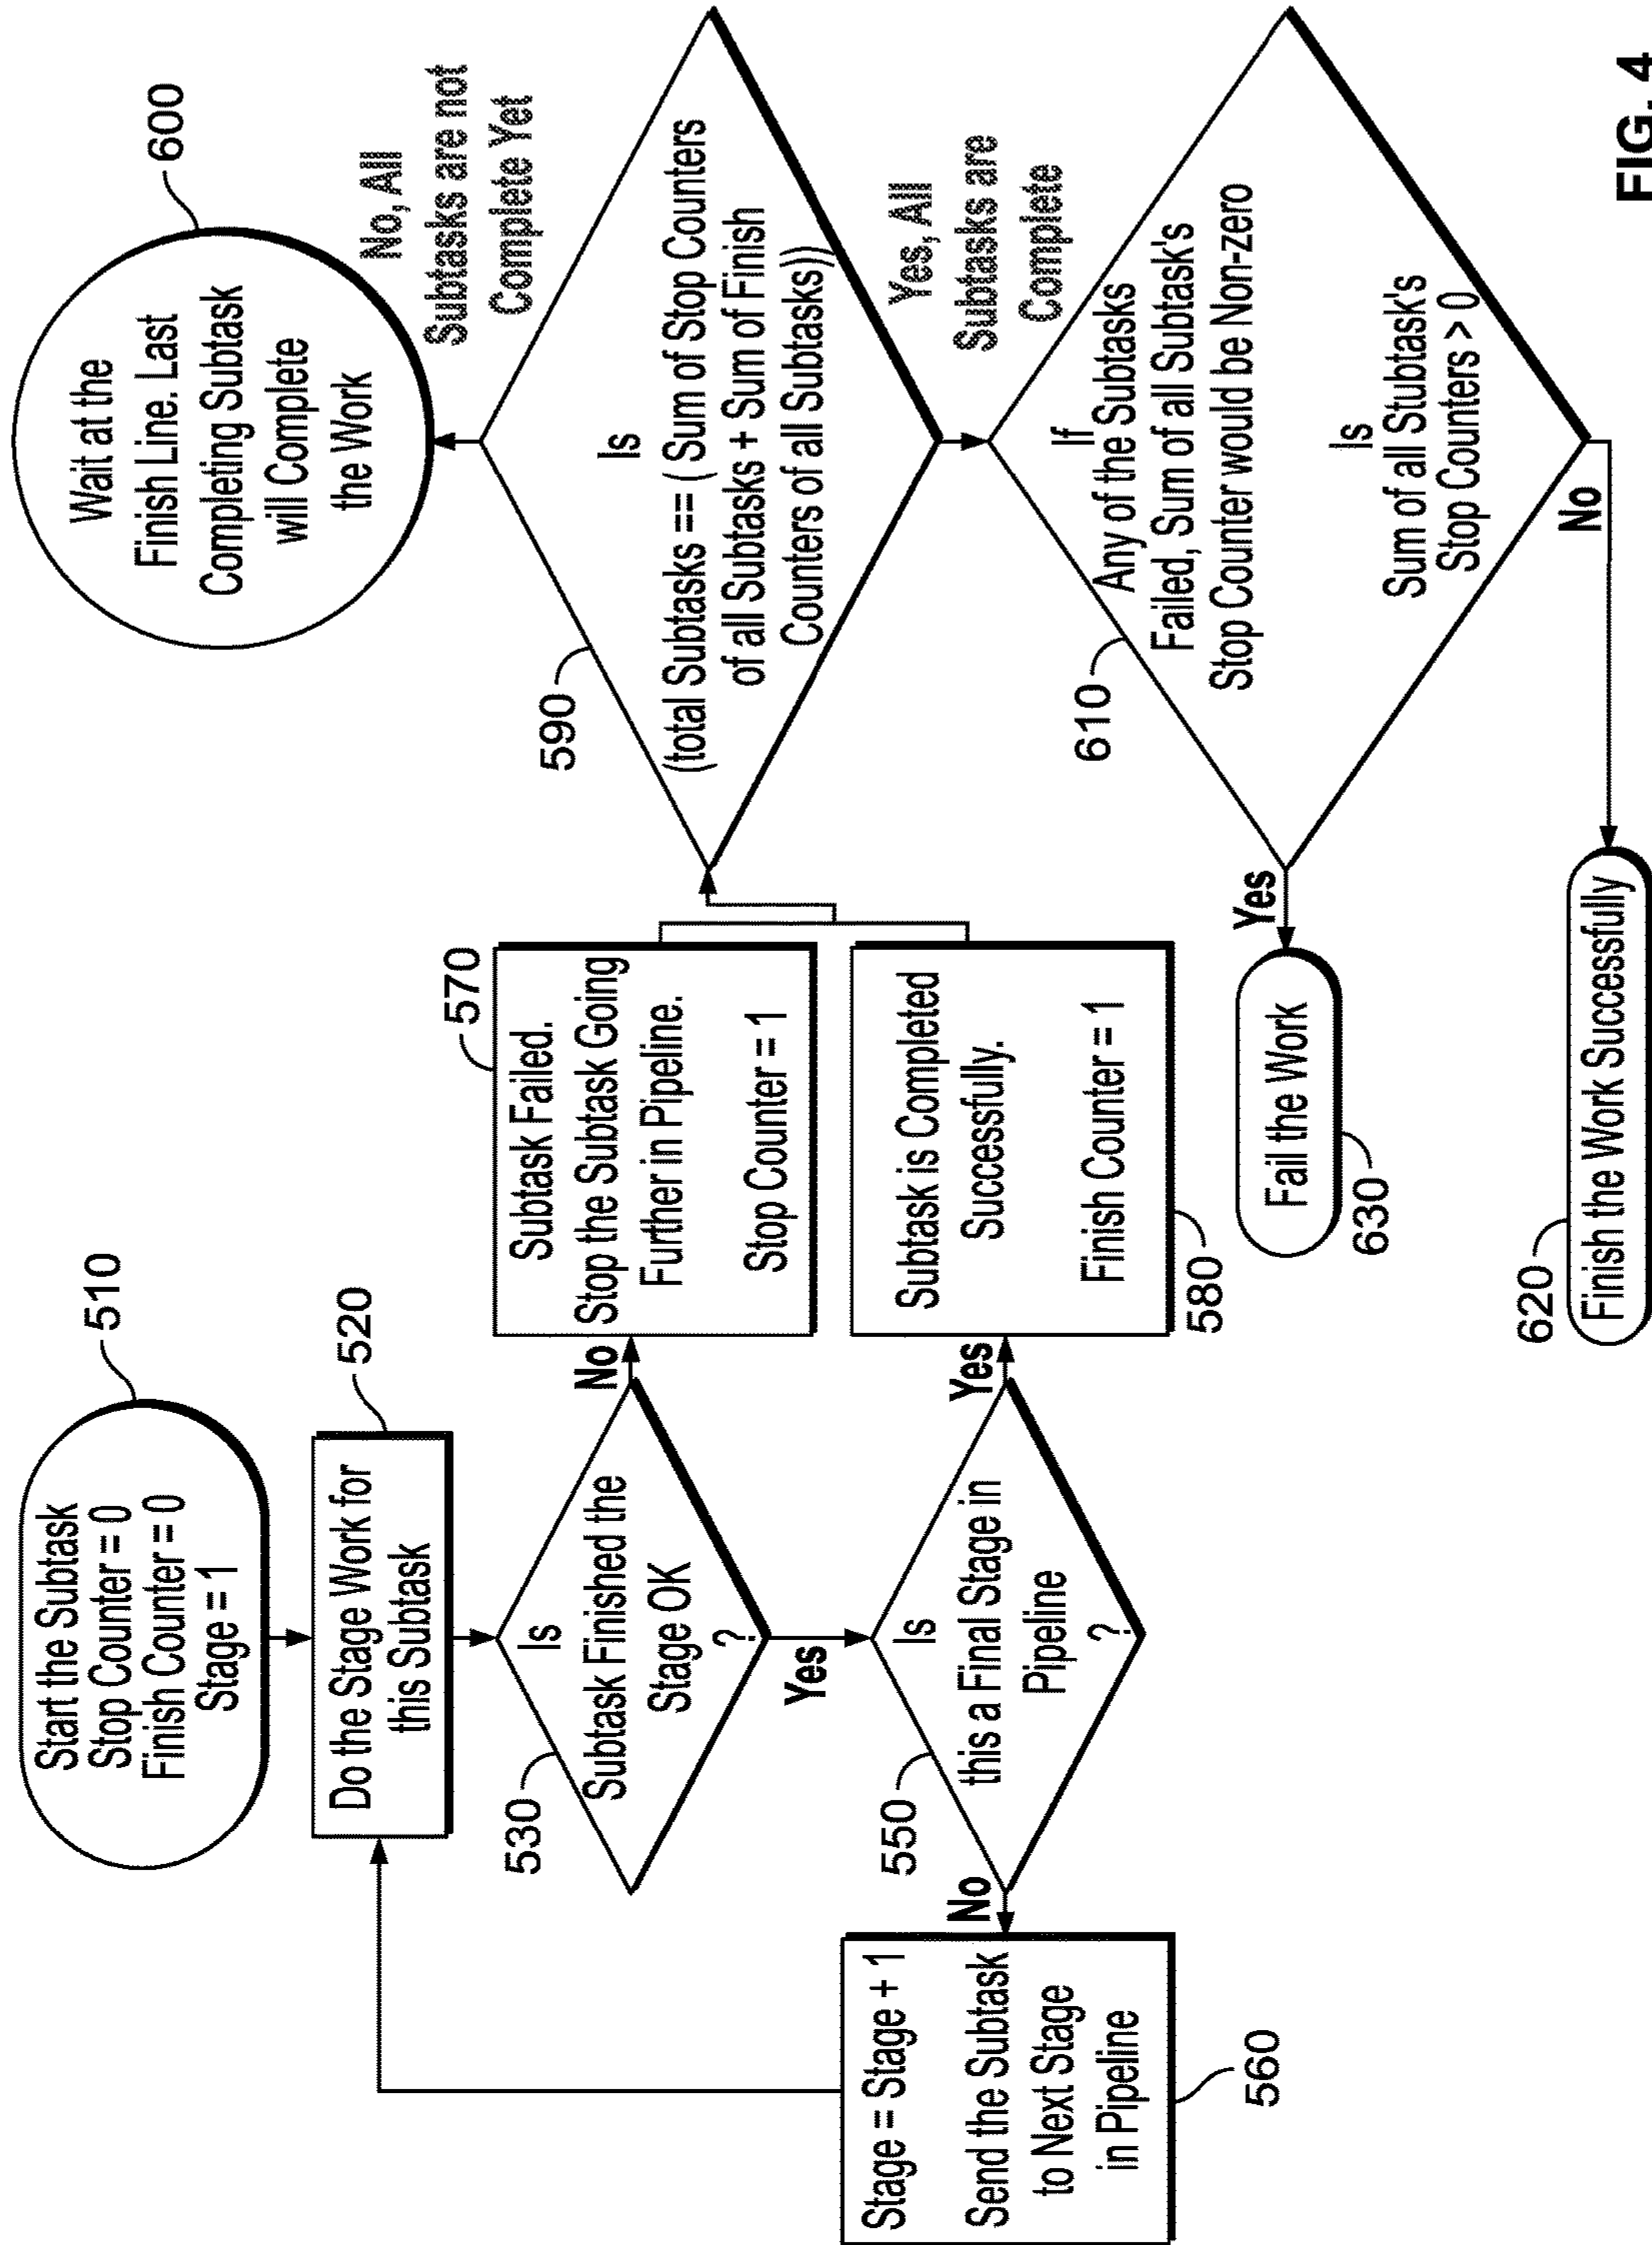 510
Start the Subtask
Stop Counter = 0
Finish Counter = 0
Stage = 1
520
Do the Stage Work for
this Subtask
530
Is
Subtask Finished the
Stage OK
?
No
Yes
550
Is
this a Final Stage in
Pipeline
?
No
Yes
Stage = Stage + 1
Send the Subtask
to Next Stage
in Pipeline
560
570
Subtask Failed.
Stop the Subtask Going
Further in Pipeline.
Stop Counter = 1
Subtask is Completed
Successfully.
Finish Counter = 1
580
600
Wait at the
Finish Line. Last
Completing Subtask
will Complete
the Work
No, All
Subtasks are not
Complete Yet
590
Is
(total Subtasks == ( Sum of Stop Counters
of all Subtasks + Sum of Finish
Counters of all Subtasks))
Yes, All
Subtasks are
Complete
610
If
Any of the Subtasks
Failed, Sum of all Subtask's
Stop Counter would be Non-zero
Is
Sum of all Stubtask's
Stop Counters > 0
Yes
No
Fail the Work
630
620
Finish the Work Successfully
FIG. 4